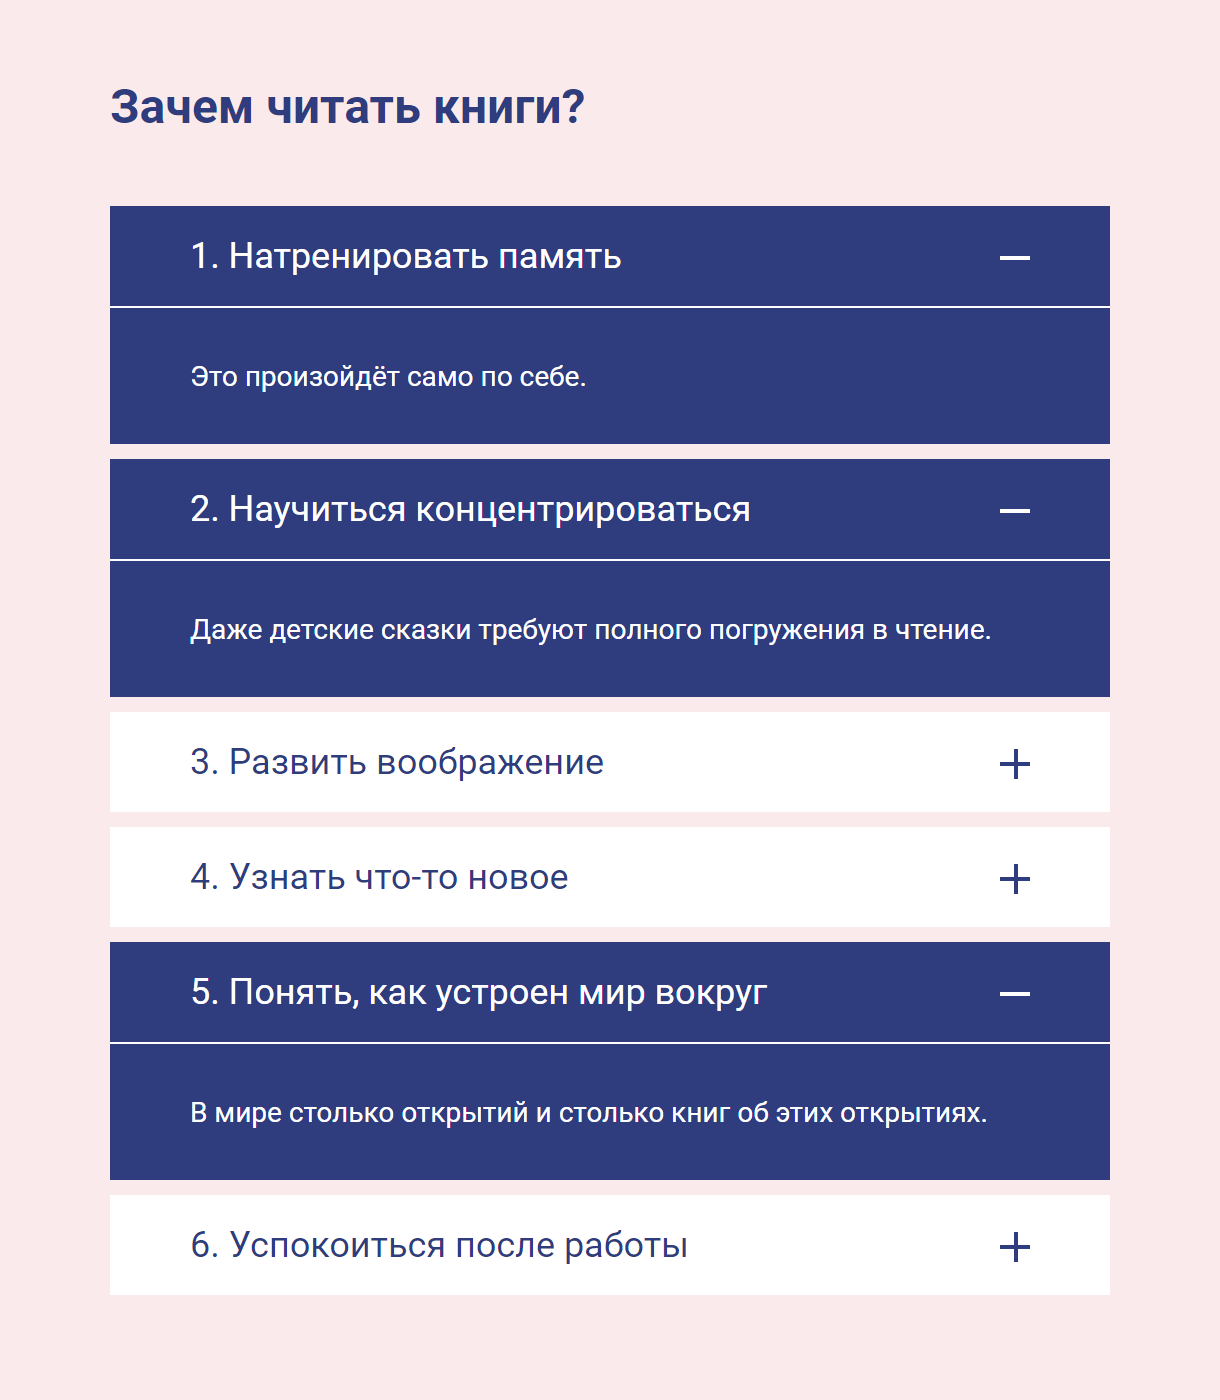 Зачем читать книги?
1. Натренировать память
Это произойдёт само по себе.
2. Научиться концентрироваться
Даже детские сказки требуют полного погружения в чтение.
3. Развить воображение
4. Узнать что-то новое
5. Понять, как устроен мир вокруг
В мире столько открытий и столько книг об этих открытиях.
6. Успокоиться после работы